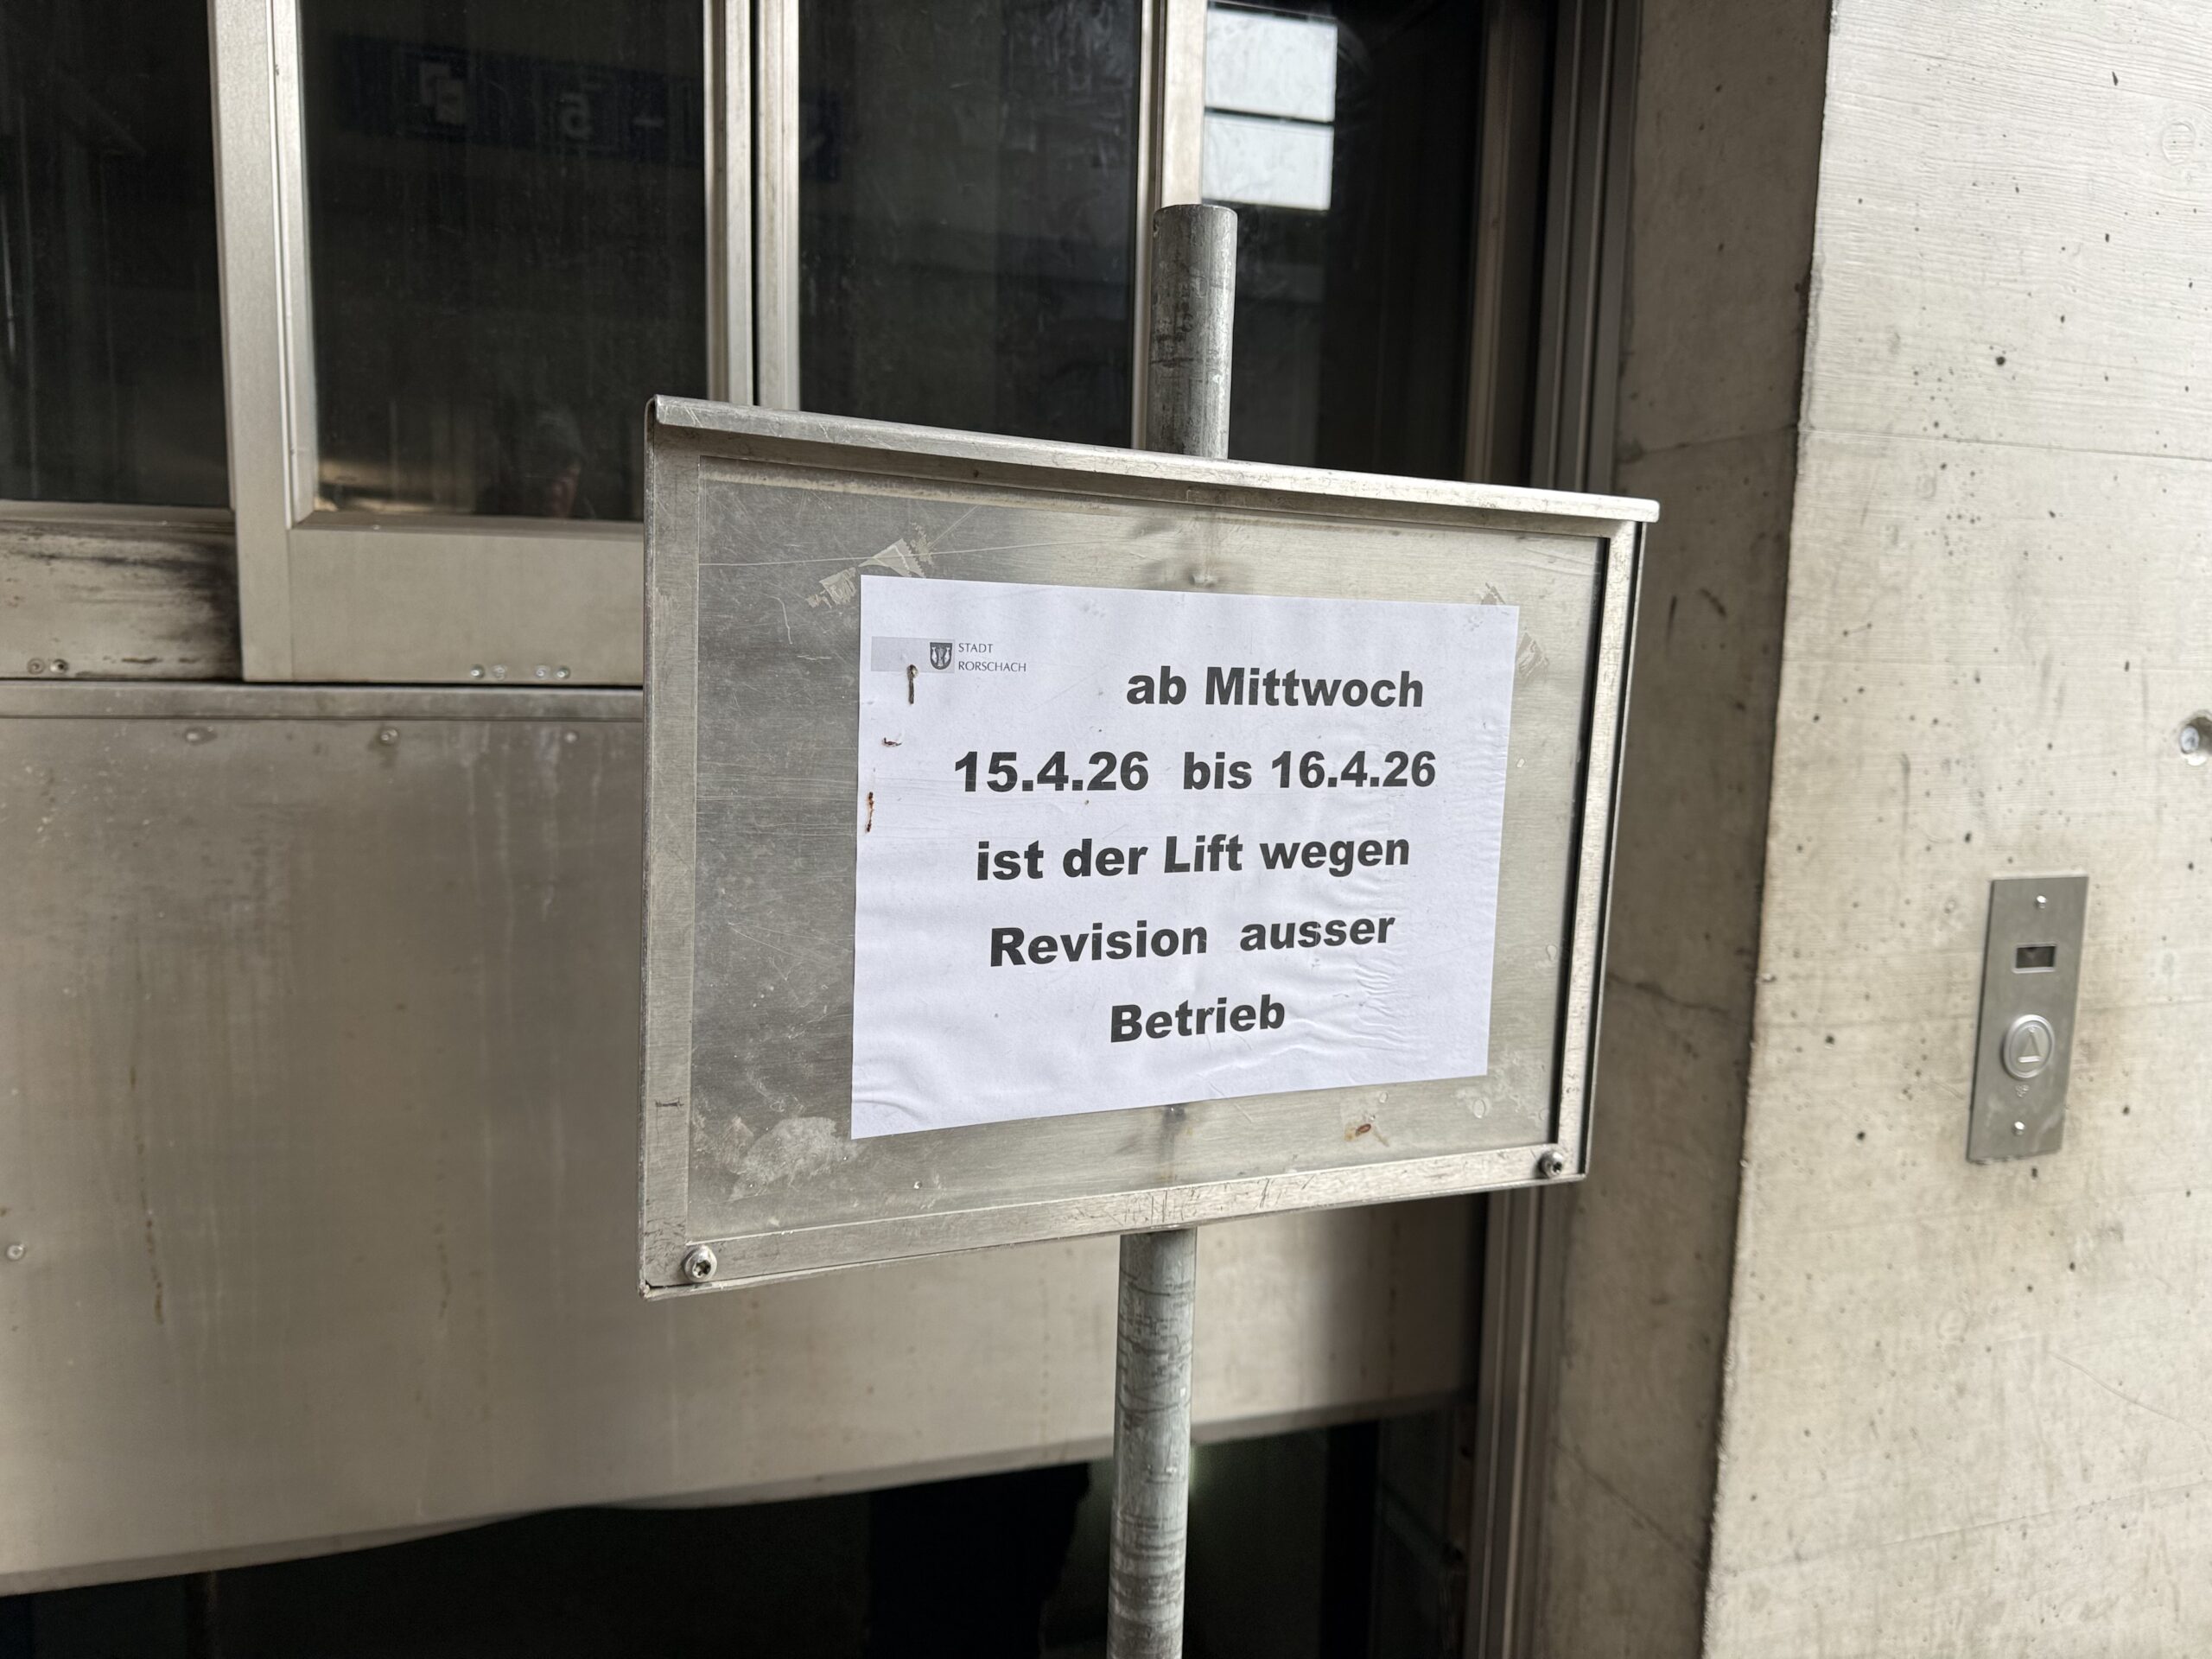 STADT
RORSCHACH
ab Mittwoch
15.4.26 bis 16.4.26
ist der Lift wegen
Revision ausser
Betrieb